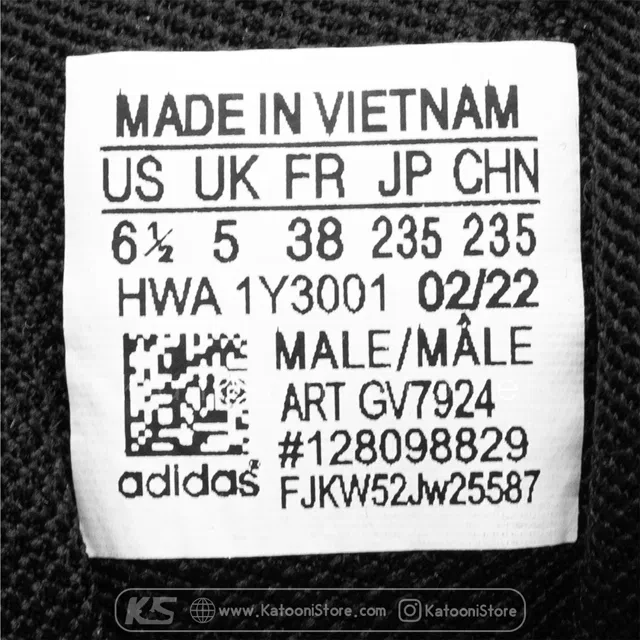 MADE IN VIETNAM
US UK FR JP CHN
6½ 5 38 235 235
HWA 1Y3001 02/22
MALE/MÂLE
ART GV7924
#128098829
adidas
FJKW52Jw25587
KS www.KatooniStore.com KatooniStore